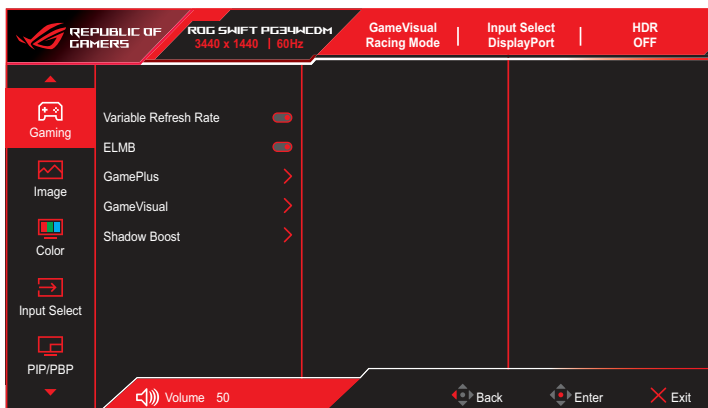 REPUBLIC OF
GAMERS
ROG SWIFT PG34WCDM
3440 x 1440 | 60Hz
GameVisual
Racing Mode
Input Select
DisplayPort
HDR
OFF
Gaming
Image
Color
Input Select
PIP/PBP
Variable Refresh Rate
ELMB
GamePlus
GameVisual
Shadow Boost
Volume 50
Back
Enter
Exit